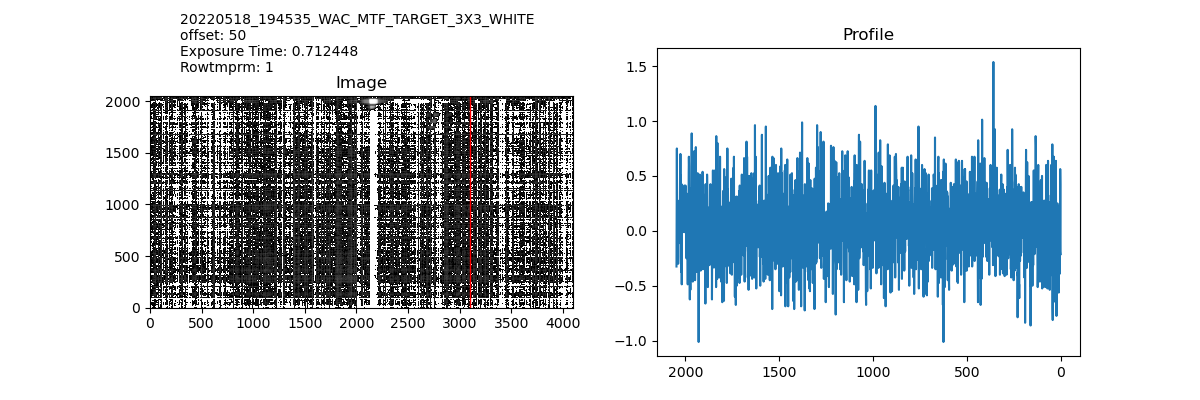 20220518_194535_WAC_MTF_TARGET_3X3_WHITE
offset: 50
Exposure Time: 0.712448
Rowtmprm: 1
Image
2000
1500
1000
500
0
0 500 1000 1500 2000 2500 3000 3500 4000
Profile
1.5
1.0
0.5
0.0
−0.5
−1.0
2000 1500 1000 500 0